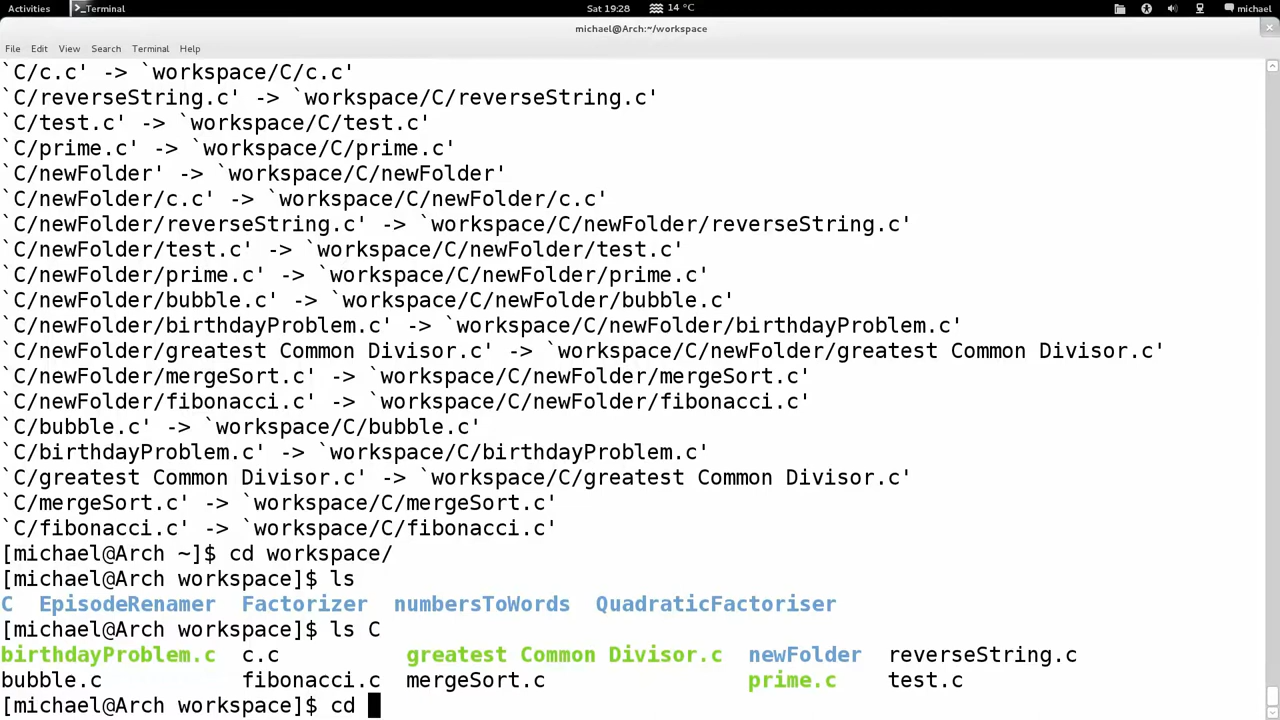 Activities Terminal Sat 19:28 14 °C michael
michael@Arch:~/workspace
File Edit View Search Terminal Help
`C/c.c' -> `workspace/C/c.c'
`C/reverseString.c' -> `workspace/C/reverseString.c'
`C/test.c' -> `workspace/C/test.c'
`C/prime.c' -> `workspace/C/prime.c'
`C/newFolder' -> `workspace/C/newFolder'
`C/newFolder/c.c' -> `workspace/C/newFolder/c.c'
`C/newFolder/reverseString.c' -> `workspace/C/newFolder/reverseString.c'
`C/newFolder/test.c' -> `workspace/C/newFolder/test.c'
`C/newFolder/prime.c' -> `workspace/C/newFolder/prime.c'
`C/newFolder/bubble.c' -> `workspace/C/newFolder/bubble.c'
`C/newFolder/birthdayProblem.c' -> `workspace/C/newFolder/birthdayProblem.c'
`C/newFolder/greatest Common Divisor.c' -> `workspace/C/newFolder/greatest Common Divisor.c'
`C/newFolder/mergeSort.c' -> `workspace/C/newFolder/mergeSort.c'
`C/newFolder/fibonacci.c' -> `workspace/C/newFolder/fibonacci.c'
`C/bubble.c' -> `workspace/C/bubble.c'
`C/birthdayProblem.c' -> `workspace/C/birthdayProblem.c'
`C/greatest Common Divisor.c' -> `workspace/C/greatest Common Divisor.c'
`C/mergeSort.c' -> `workspace/C/mergeSort.c'
`C/fibonacci.c' -> `workspace/C/fibonacci.c'
[michael@Arch ~]$ cd workspace/
[michael@Arch workspace]$ ls
C EpisodeRenamer Factorizer numbersToWords QuadraticFactoriser
[michael@Arch workspace]$ ls C
birthdayProblem.c c.c greatest Common Divisor.c newFolder reverseString.c
bubble.c fibonacci.c mergeSort.c prime.c test.c
[michael@Arch workspace]$ cd